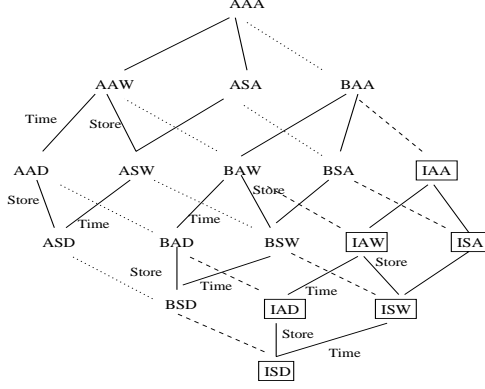 AAA
AAW ASA BAA
Time Store
AAD ASW BAW BSA IAA
Store Time Time Store
ASD BAD BSW IAW ISA
Store Time Store
BSD IAD Time ISW
Store Time
ISD